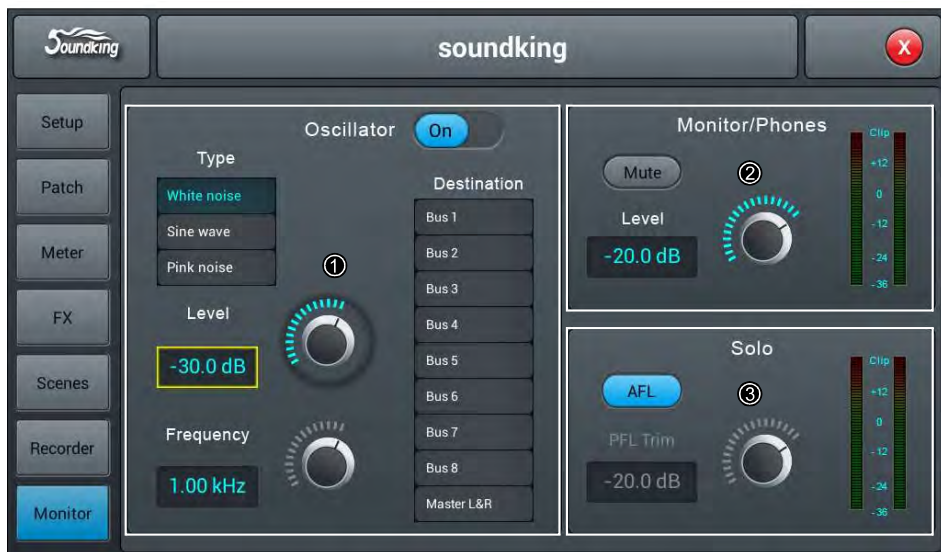 Soundking
soundking
X
Setup
Patch
Meter
FX
Scenes
Recorder
Monitor
Oscillator
On
Type
White noise
Sine wave
Pink noise
①
Level
-30.0 dB
Frequency
1.00 kHz
Destination
Bus 1
Bus 2
Bus 3
Bus 4
Bus 5
Bus 6
Bus 7
Bus 8
Master L&R
Monitor/Phones
Mute
②
Level
-20.0 dB
Clip
+12
0
-12
-24
-36
Solo
AFL
③
PFL Trim
-20.0 dB
Clip
+12
0
-12
-24
-36